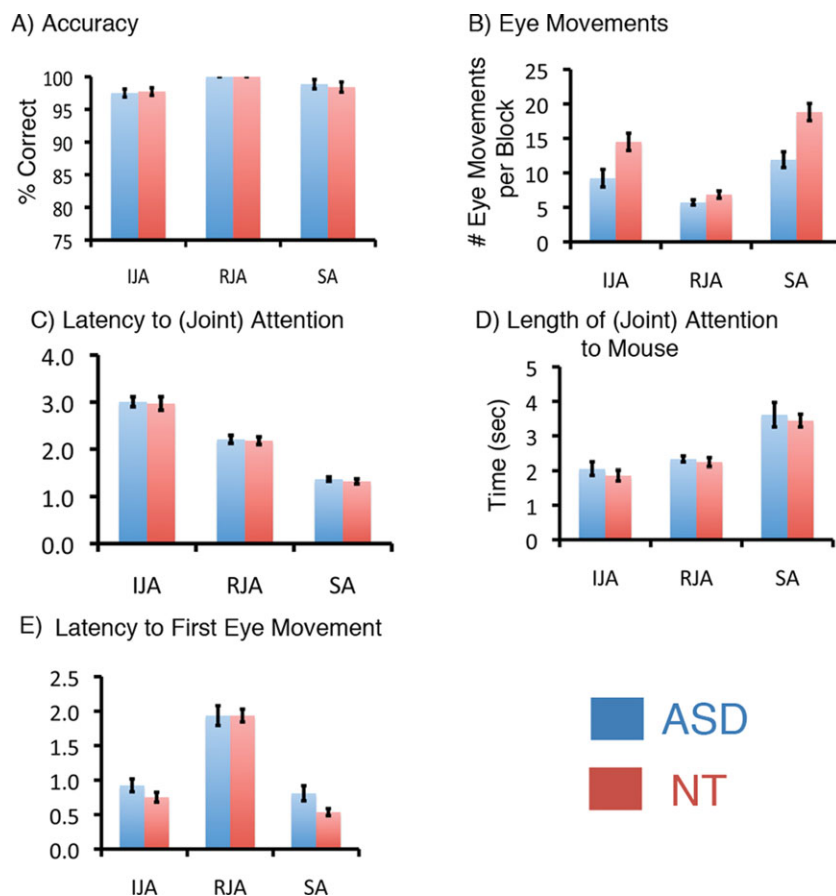 A) Accuracy
% Correct
100
95
90
85
80
75
IJA RJA SA
B) Eye Movements
# Eye Movements
per Block
25
20
15
10
5
0
IJA RJA SA
C) Latency to (Joint) Attention
4.0
3.0
2.0
1.0
0.0
IJA RJA SA
D) Length of (Joint) Attention
to Mouse
Time (sec)
5
4
3
2
1
0
IJA RJA SA
E) Latency to First Eye Movement
2.5
2.0
1.5
1.0
0.5
0.0
IJA RJA SA
ASD
NT